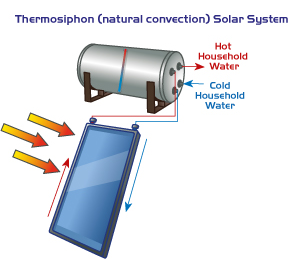 Thermosiphon (natural convection) Solar System
Hot
Household
Water
Cold
Household
Water